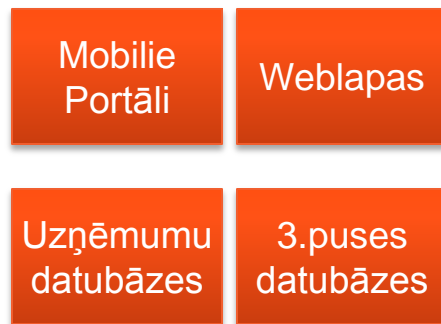 Mobilie
Portāli
Weblapas
Uzņēmumu
datubāzes
3.puses
datubāzes